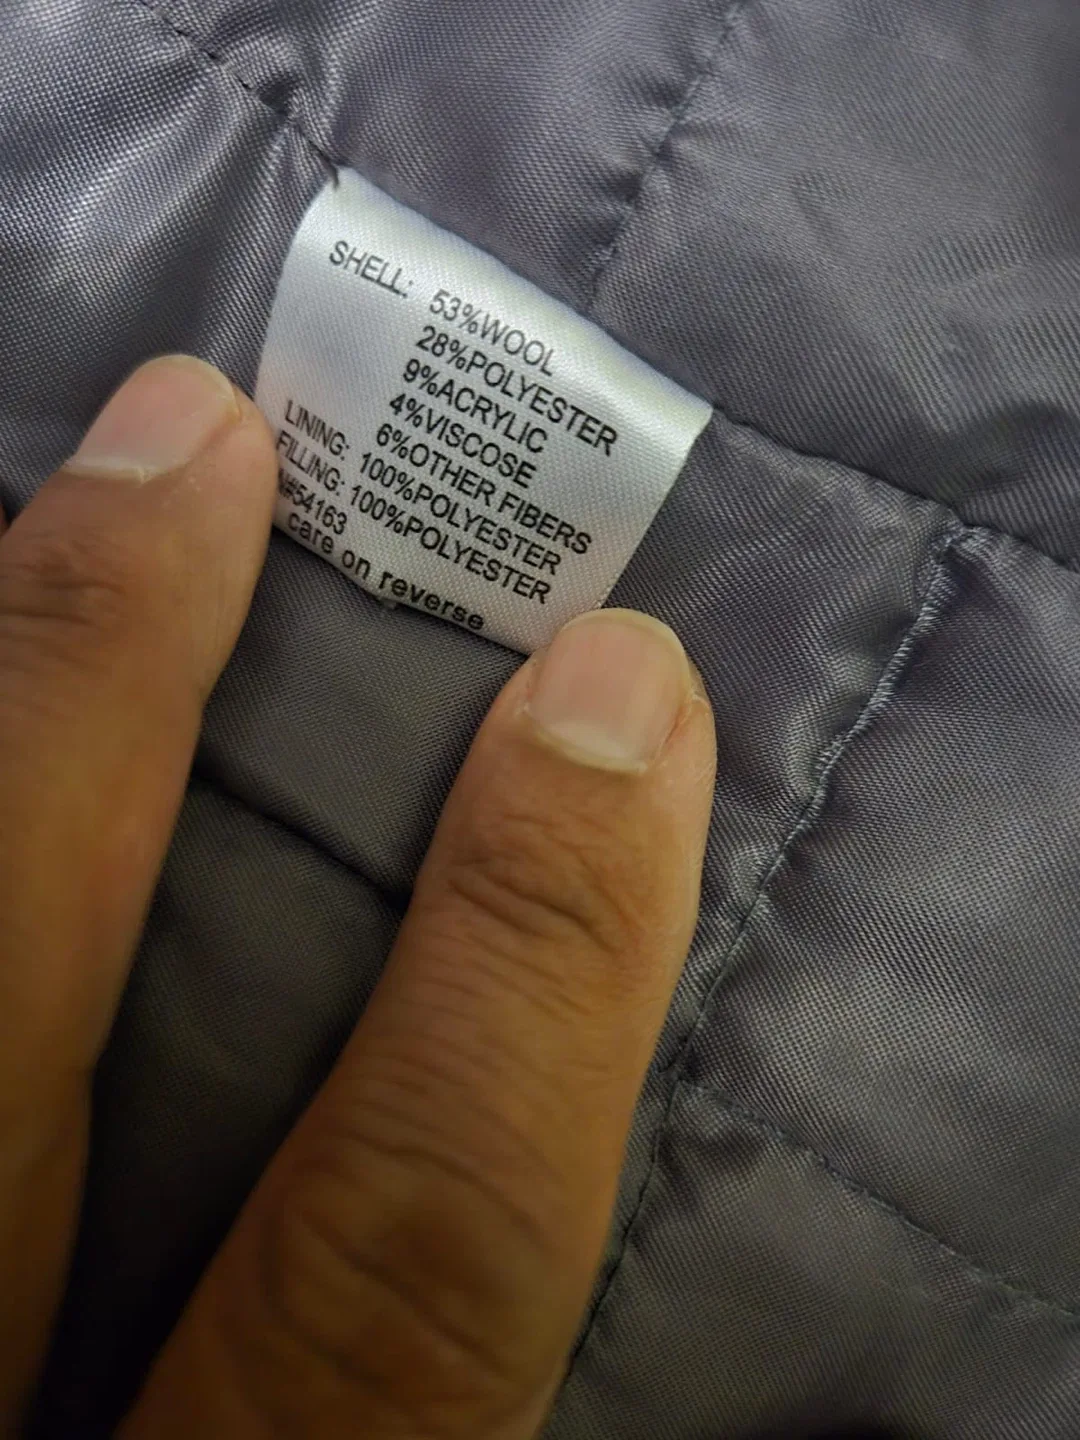 SHELL: 53%WOOL
28%POLYESTER
9%ACRYLIC
4%VISCOSE
6%OTHER FIBERS
LINING: 100%POLYESTER
FILLING: 100%POLYESTER
care on reverse